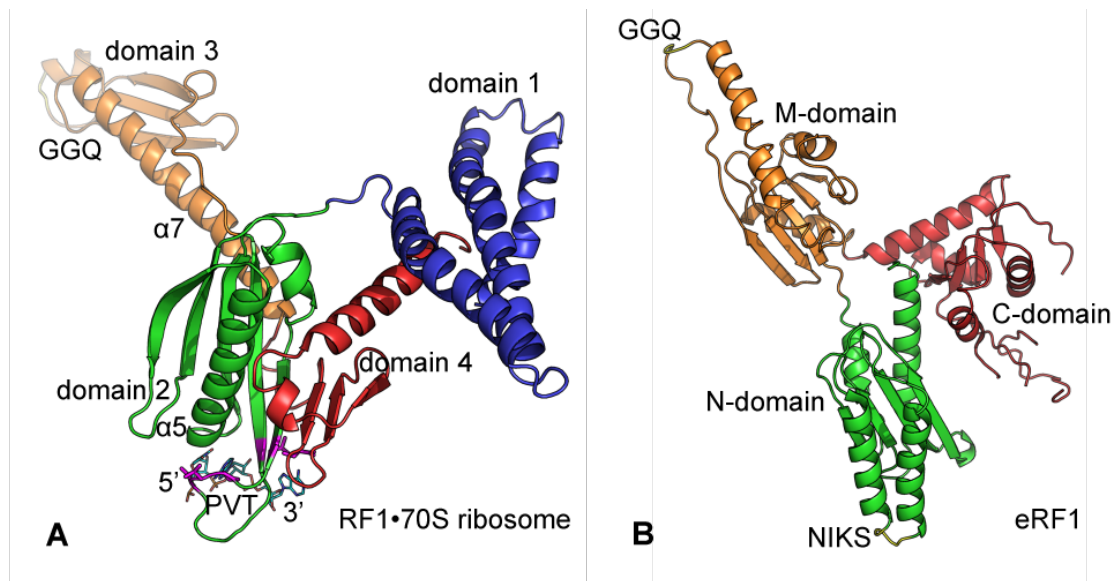 domain 3
domain 1
GGQ
α7
domain 2
α5
domain 4
5’
PVT
3’
RF1•70S ribosome
A
GGQ
M-domain
C-domain
N-domain
NIKS
eRF1
B